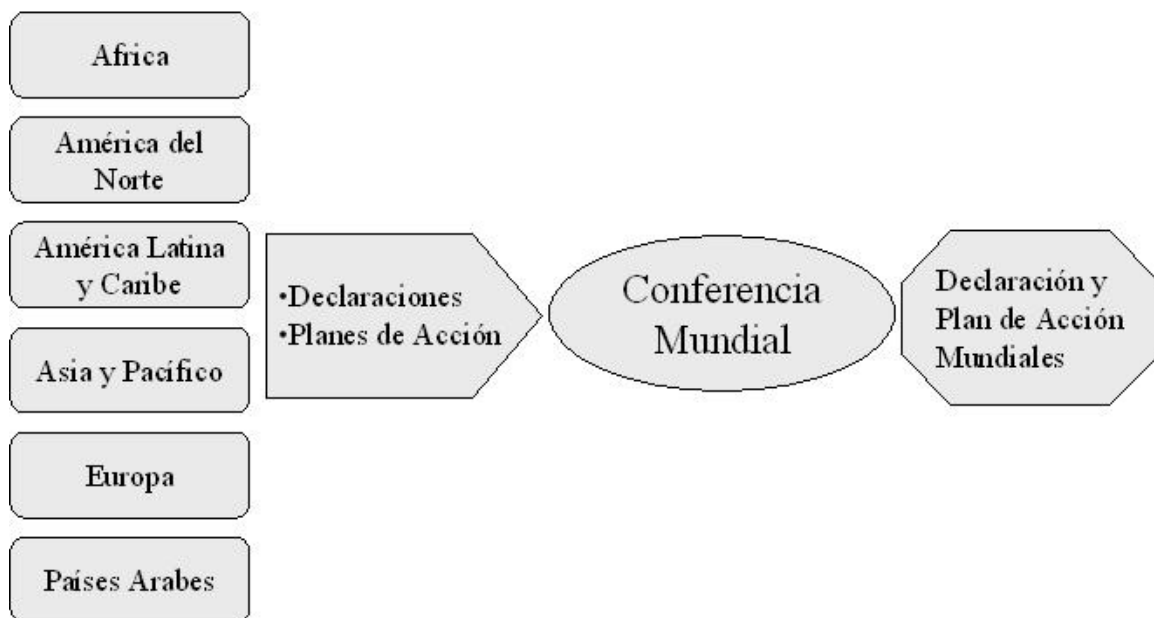 Africa
América del
Norte
América Latina
y Caribe
Asia y Pacífico
Europa
Países Arabes
•Declaraciones
•Planes de Acción
Conferencia
Mundial
Declaración y
Plan de Acción
Mundiales